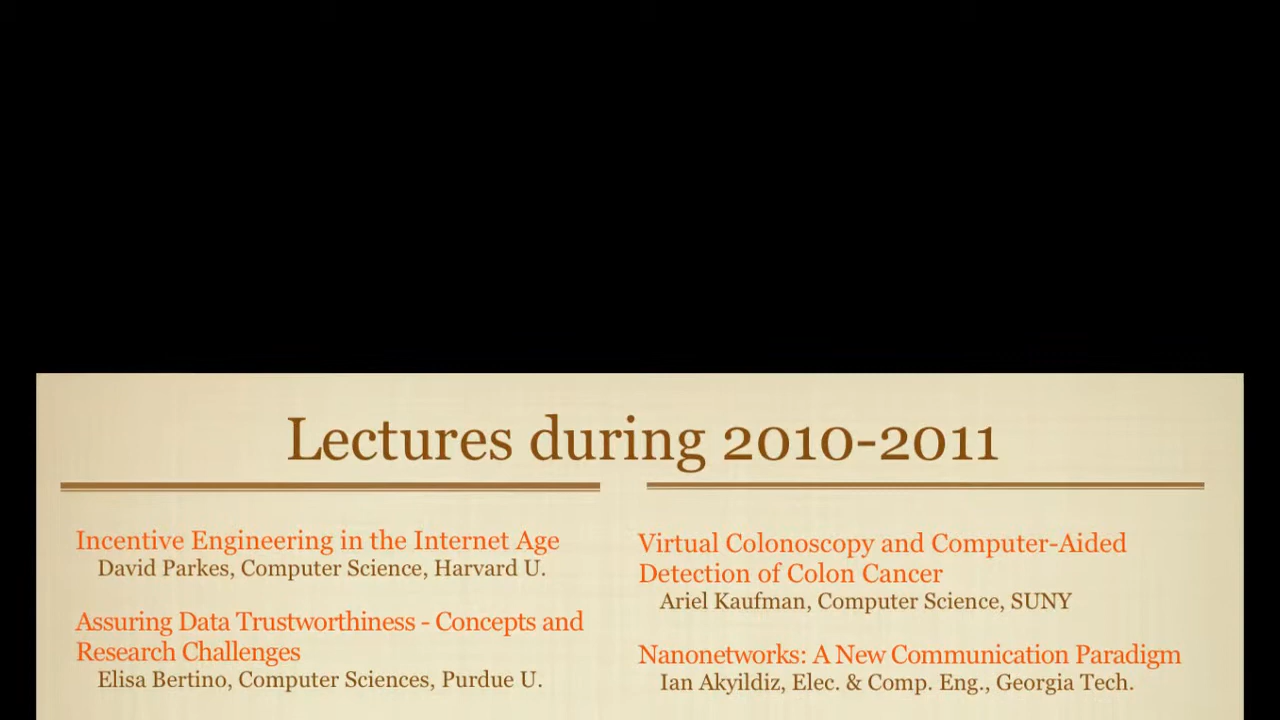 Lectures during 2010-2011
Incentive Engineering in the Internet Age
David Parkes, Computer Science, Harvard U.
Assuring Data Trustworthiness - Concepts and
Research Challenges
Elisa Bertino, Computer Sciences, Purdue U.
Virtual Colonoscopy and Computer-Aided
Detection of Colon Cancer
Ariel Kaufman, Computer Science, SUNY
Nanonetworks: A New Communication Paradigm
Ian Akyildiz, Elec. & Comp. Eng., Georgia Tech.